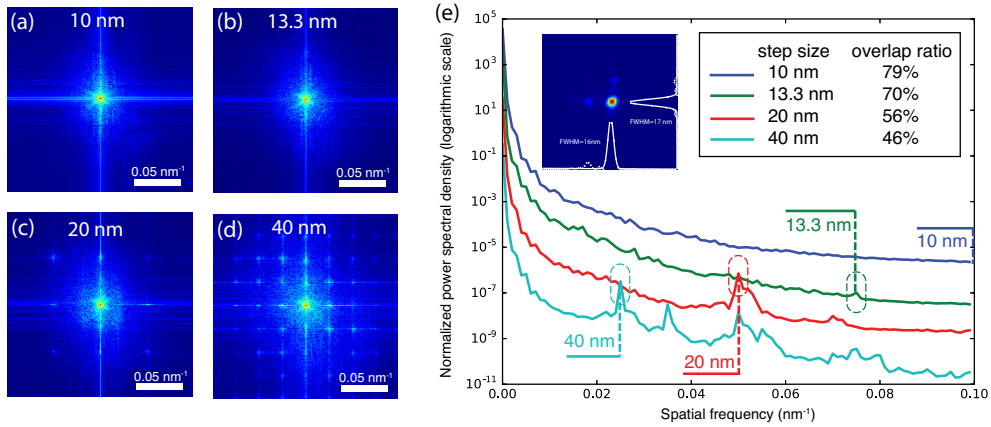 (a)
10 nm
0.05 nm⁻¹
(b)
13.3 nm
0.05 nm⁻¹
(c)
20 nm
0.05 nm⁻¹
(d)
40 nm
0.05 nm⁻¹
(e)
Normalized power spectral density (logarithmic scale)
10⁵
10³
10¹
10⁻¹
10⁻³
10⁻⁵
10⁻⁷
10⁻⁹
10⁻¹¹
FWHM=16nm
FWHM=17 nm
step size overlap ratio
10 nm 79%
13.3 nm 70%
20 nm 56%
40 nm 46%
13.3 nm
10 nm
40 nm
20 nm
0.00 0.02 0.04 0.06 0.08 0.10
Spatial frequency (nm⁻¹)